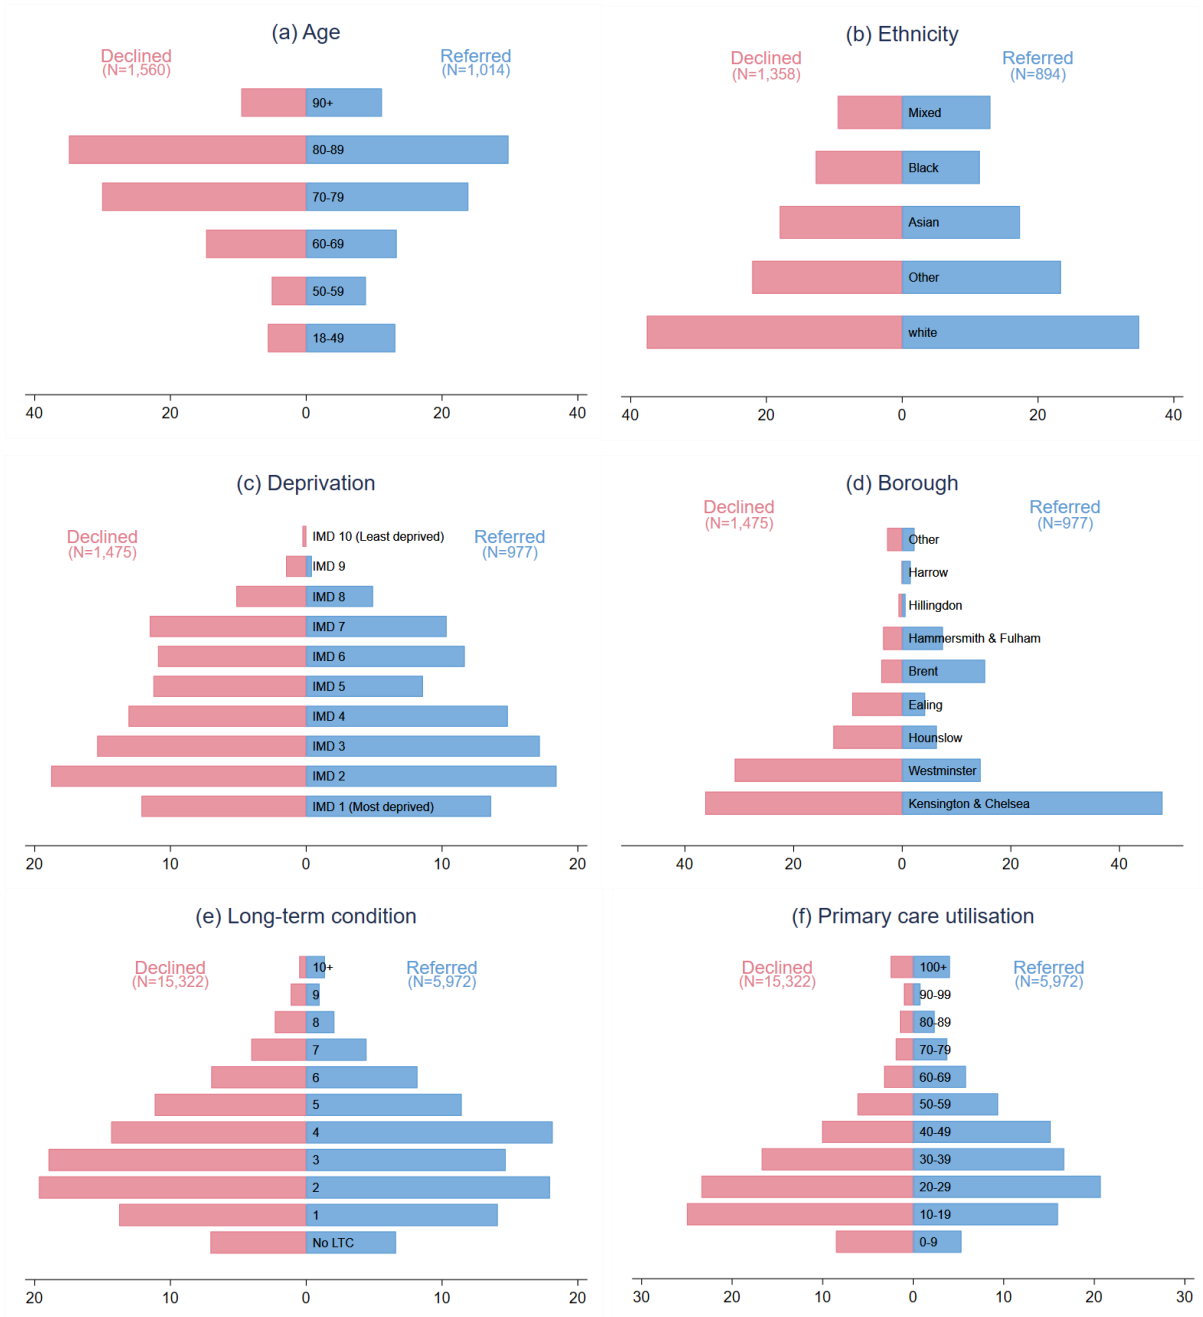 (a) Age
Declined
(N=1,560)
Referred
(N=1,014)
90+
80-89
70-79
60-69
50-59
18-49
40 20 0 20 40
(b) Ethnicity
Declined
(N=1,358)
Referred
(N=894)
Mixed
Black
Asian
Other
white
40 20 0 20 40
(c) Deprivation
Declined
(N=1,475)
Referred
(N=977)
IMD 10 (Least deprived)
IMD 9
IMD 8
IMD 7
IMD 6
IMD 5
IMD 4
IMD 3
IMD 2
IMD 1 (Most deprived)
20 10 0 10 20
(d) Borough
Declined
(N=1,475)
Referred
(N=977)
Other
Harrow
Hillingdon
Hammersmith & Fulham
Brent
Ealing
Hounslow
Westminster
Kensington & Chelsea
40 20 0 20 40
(e) Long-term condition
Declined
(N=15,322)
Referred
(N=5,972)
10+
9
8
7
6
5
4
3
2
1
No LTC
20 10 0 10 20
(f) Primary care utilisation
Declined
(N=15,322)
Referred
(N=5,972)
100+
90-99
80-89
70-79
60-69
50-59
40-49
30-39
20-29
10-19
0-9
30 20 10 0 10 20 30